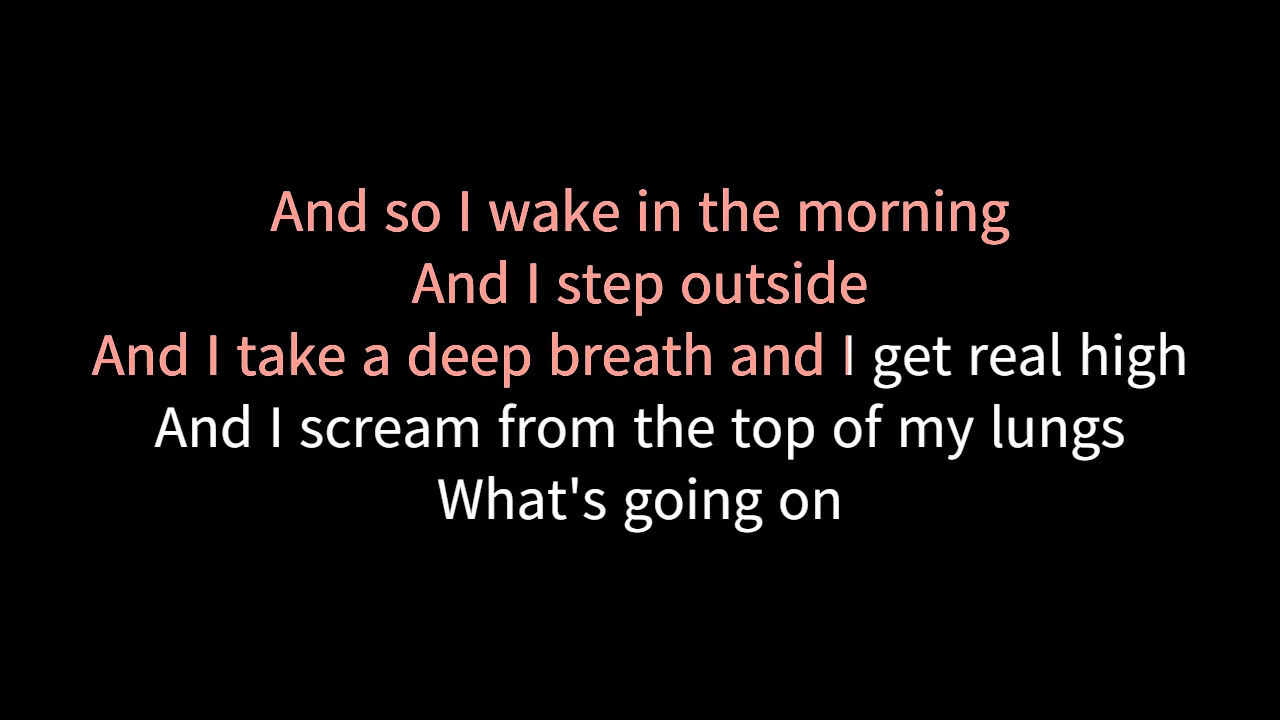 And so I wake in the morning
And I step outside
And I take a deep breath and I get real high
And I scream from the top of my lungs
What's going on